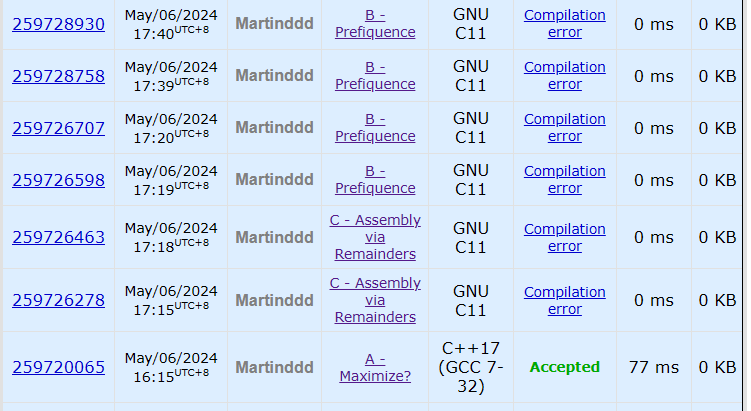 259728930 May/06/2024 17:40UTC+8 Martinddd B - Prefiquence GNU C11 Compilation error 0 ms 0 KB
259728758 May/06/2024 17:39UTC+8 Martinddd B - Prefiquence GNU C11 Compilation error 0 ms 0 KB
259726707 May/06/2024 17:20UTC+8 Martinddd B - Prefiquence GNU C11 Compilation error 0 ms 0 KB
259726598 May/06/2024 17:19UTC+8 Martinddd B - Prefiquence GNU C11 Compilation error 0 ms 0 KB
259726463 May/06/2024 17:18UTC+8 Martinddd C - Assembly via Remainders GNU C11 Compilation error 0 ms 0 KB
259726278 May/06/2024 17:15UTC+8 Martinddd C - Assembly via Remainders GNU C11 Compilation error 0 ms 0 KB
259720065 May/06/2024 16:15UTC+8 Martinddd A - Maximize? C++17 (GCC 7-32) Accepted 77 ms 0 KB